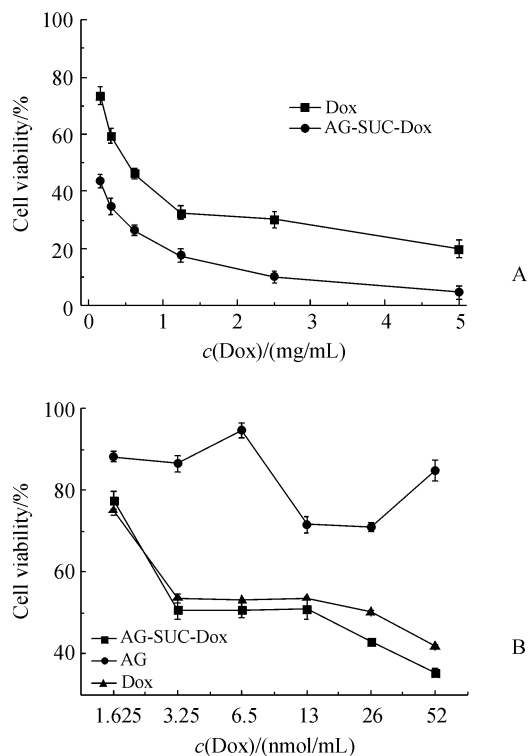 100
80
60
40
20
0
Cell viability/%
Dox
AG-SUC-Dox
0 1 2 3 4 5
c(Dox)/(mg/mL)
A
100
80
60
40
Cell viability/%
AG-SUC-Dox
AG
Dox
1.625 3.25 6.5 13 26 52
c(Dox)/(nmol/mL)
B